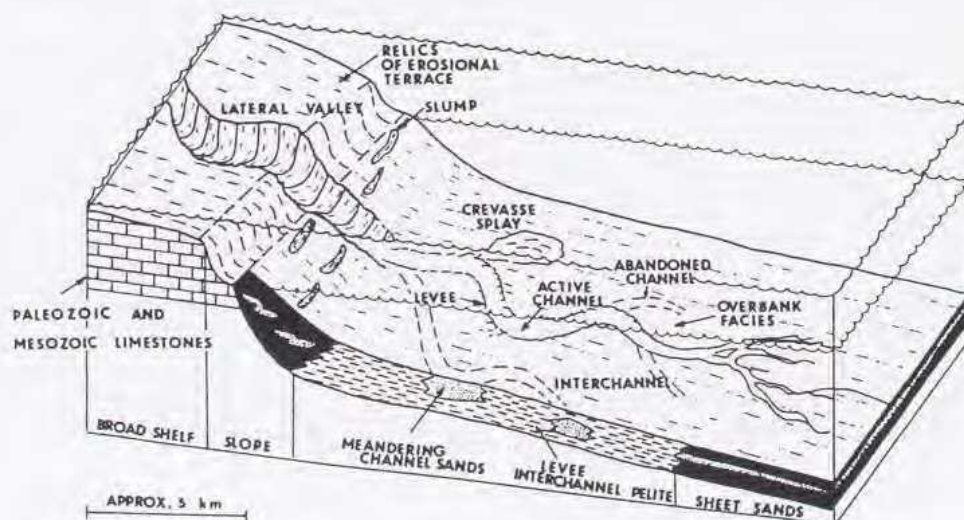 RELICS
OF EROSIONAL
TERRACE
LATERAL VALLEY
SLUMP
CREVASSE
SPLAY
ABANDONED
CHANNEL
ACTIVE
CHANNEL
LEVEE
OVERBANK
FACIES
PALEOZOIC AND
MESOZOIC LIMESTONES
INTERCHANNEL
BROAD SHELF
SLOPE
MEANDERING
CHANNEL SANDS
LEVEE
INTERCHANNEL PELITE
SHEET SANDS
APPROX. 5 km